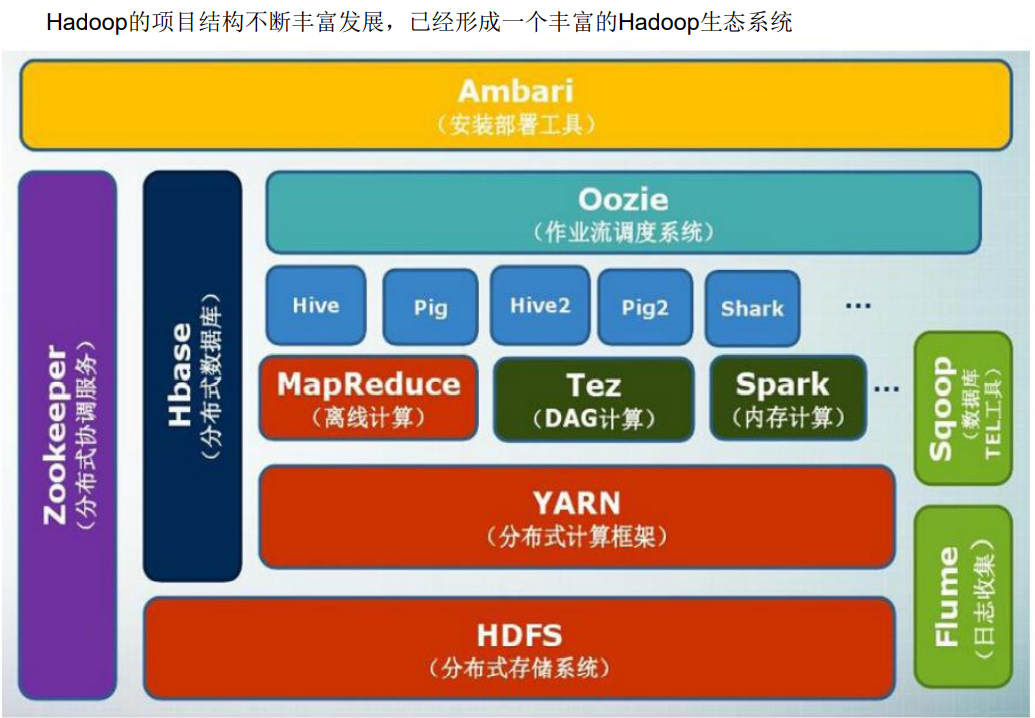 Hadoop的项目结构不断丰富发展，已经形成一个丰富的Hadoop生态系统
Ambari
（安装部署工具）
Zookeeper
（分布式协调服务）
Hbase
（分布式数据库）
Oozie
（作业流调度系统）
Hive
Pig
Hive2
Pig2
Shark
...
MapReduce
（离线计算）
Tez
（DAG计算）
Spark
（内存计算）
...
Sqoop
（数据库
TEL工具）
YARN
（分布式计算框架）
Flume
（日志收集）
HDFS
（分布式存储系统）